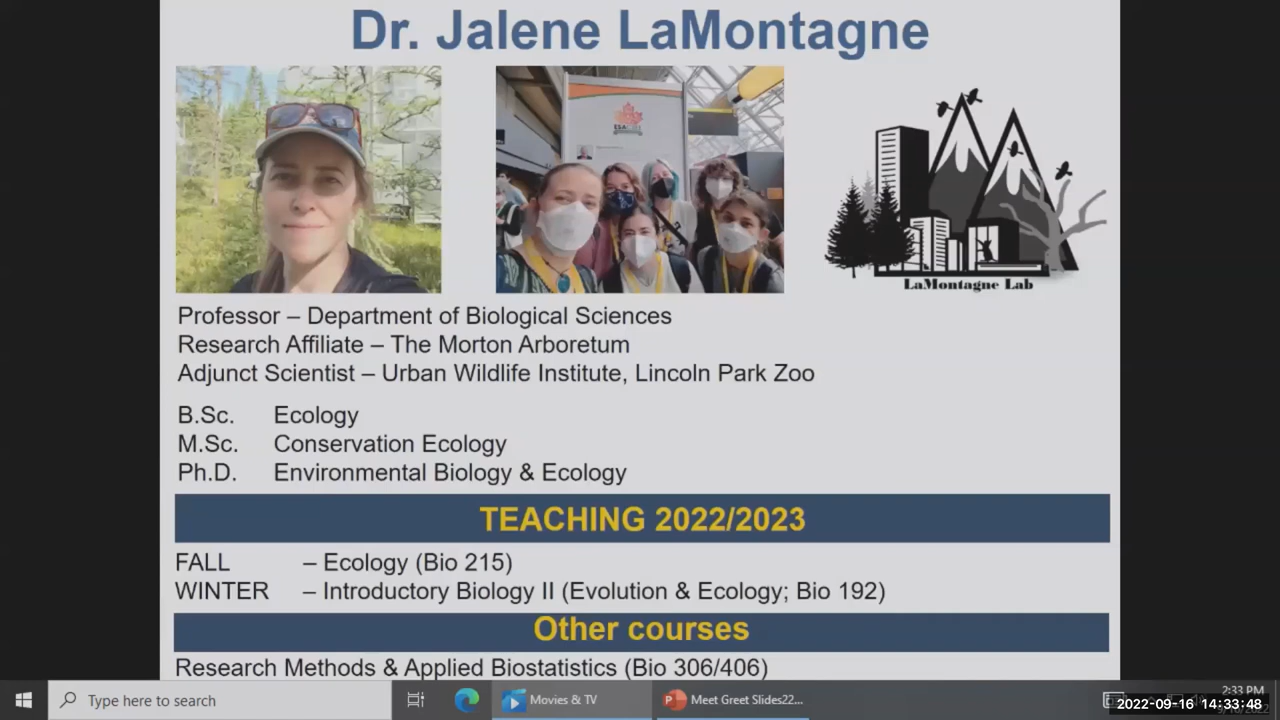 Dr. Jalene LaMontagne
ESA
LaMontagne Lab
Professor – Department of Biological Sciences
Research Affiliate – The Morton Arboretum
Adjunct Scientist – Urban Wildlife Institute, Lincoln Park Zoo
B.Sc. Ecology
M.Sc. Conservation Ecology
Ph.D. Environmental Biology & Ecology
TEACHING 2022/2023
FALL – Ecology (Bio 215)
WINTER – Introductory Biology II (Evolution & Ecology; Bio 192)
Other courses
Research Methods & Applied Biostatistics (Bio 306/406)
Type here to search
Movies & TV
Meet Greet Slides22...
2:33 PM
2022-09-16 14:33:48